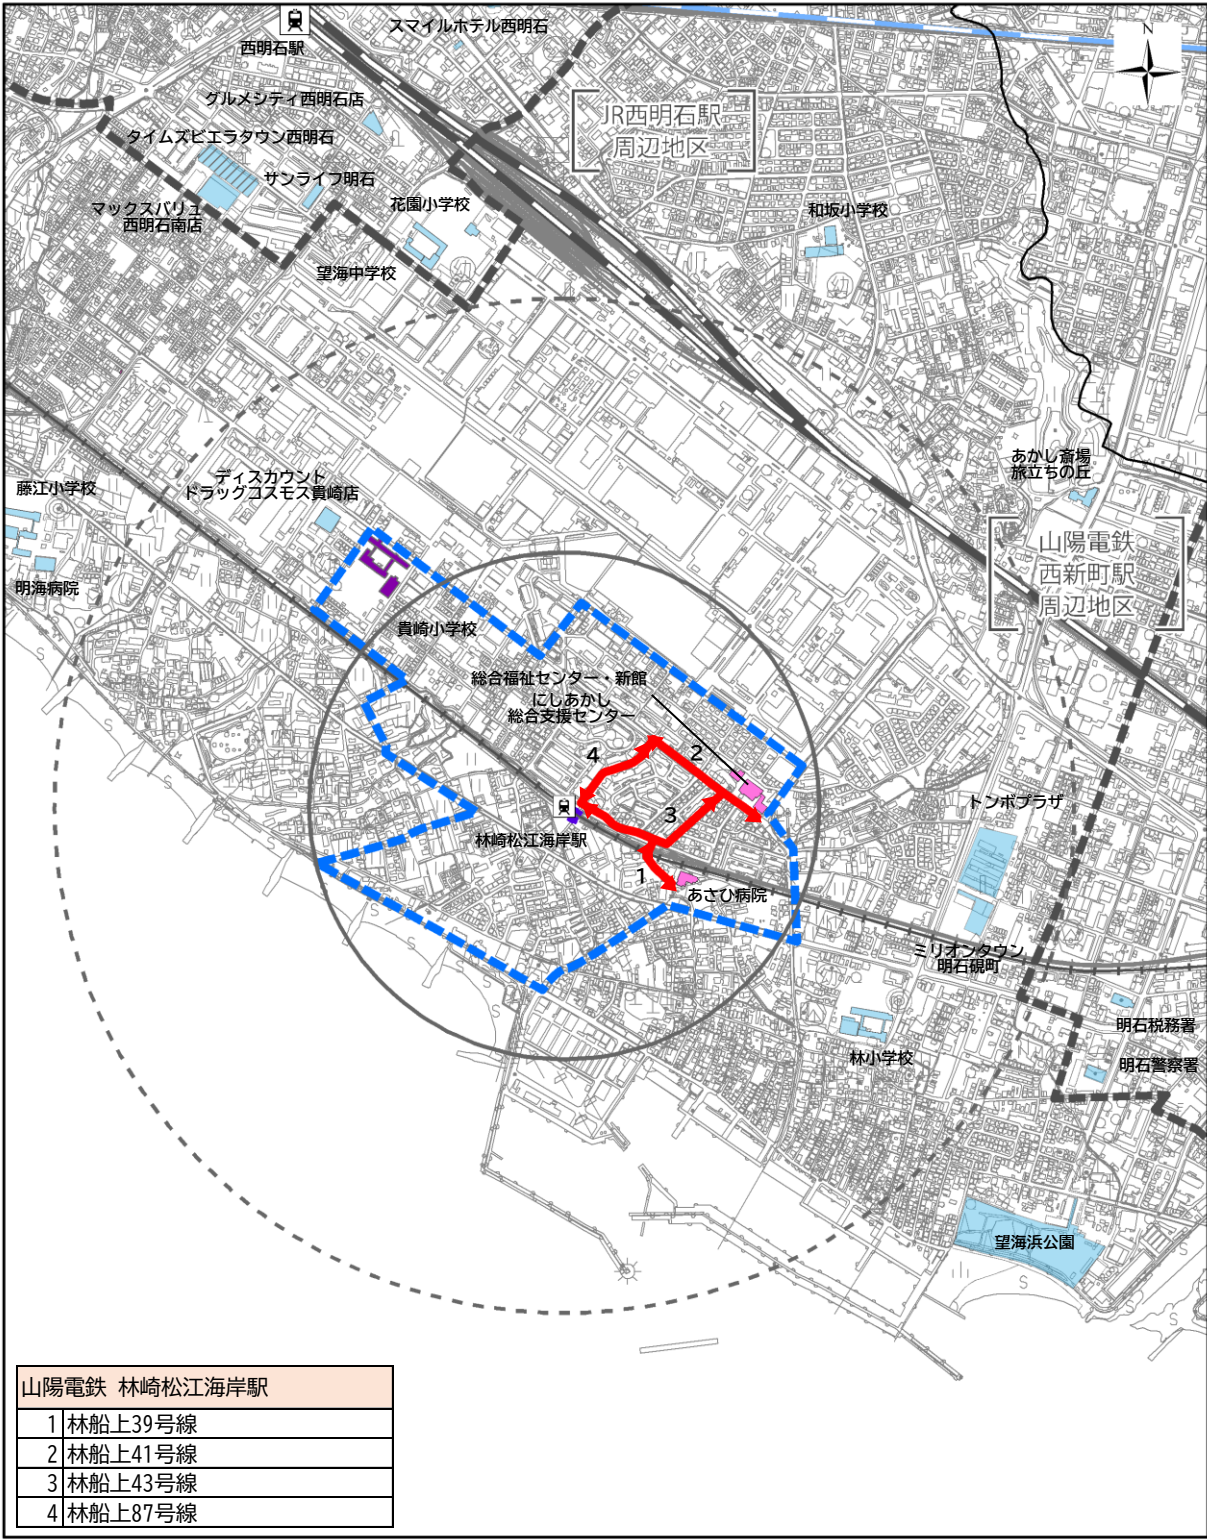 スマイルホテル西明石
N
西明石駅
グルメシティ西明石店
JR西明石駅
周辺地区
タイムズビエラタウン西明石
サンライフ明石
花園小学校
マックスバリュ
西明石南店
和坂小学校
望海中学校
あかし斎場
旅立ちの丘
ディスカウント
ドラッグコスモス貴崎店
藤江小学校
山陽電鉄
西新町駅
周辺地区
明海病院
貴崎小学校
総合福祉センター・新館
にしあかし
総合支援センター
4
2
トンボプラザ
3
林崎松江海岸駅
1
あさひ病院
ミリオンタウン
明石硯町
明石税務署
林小学校
明石警察署
望海浜公園
山陽電鉄 林崎松江海岸駅
1 林船上39号線
2 林船上41号線
3 林船上43号線
4 林船上87号線